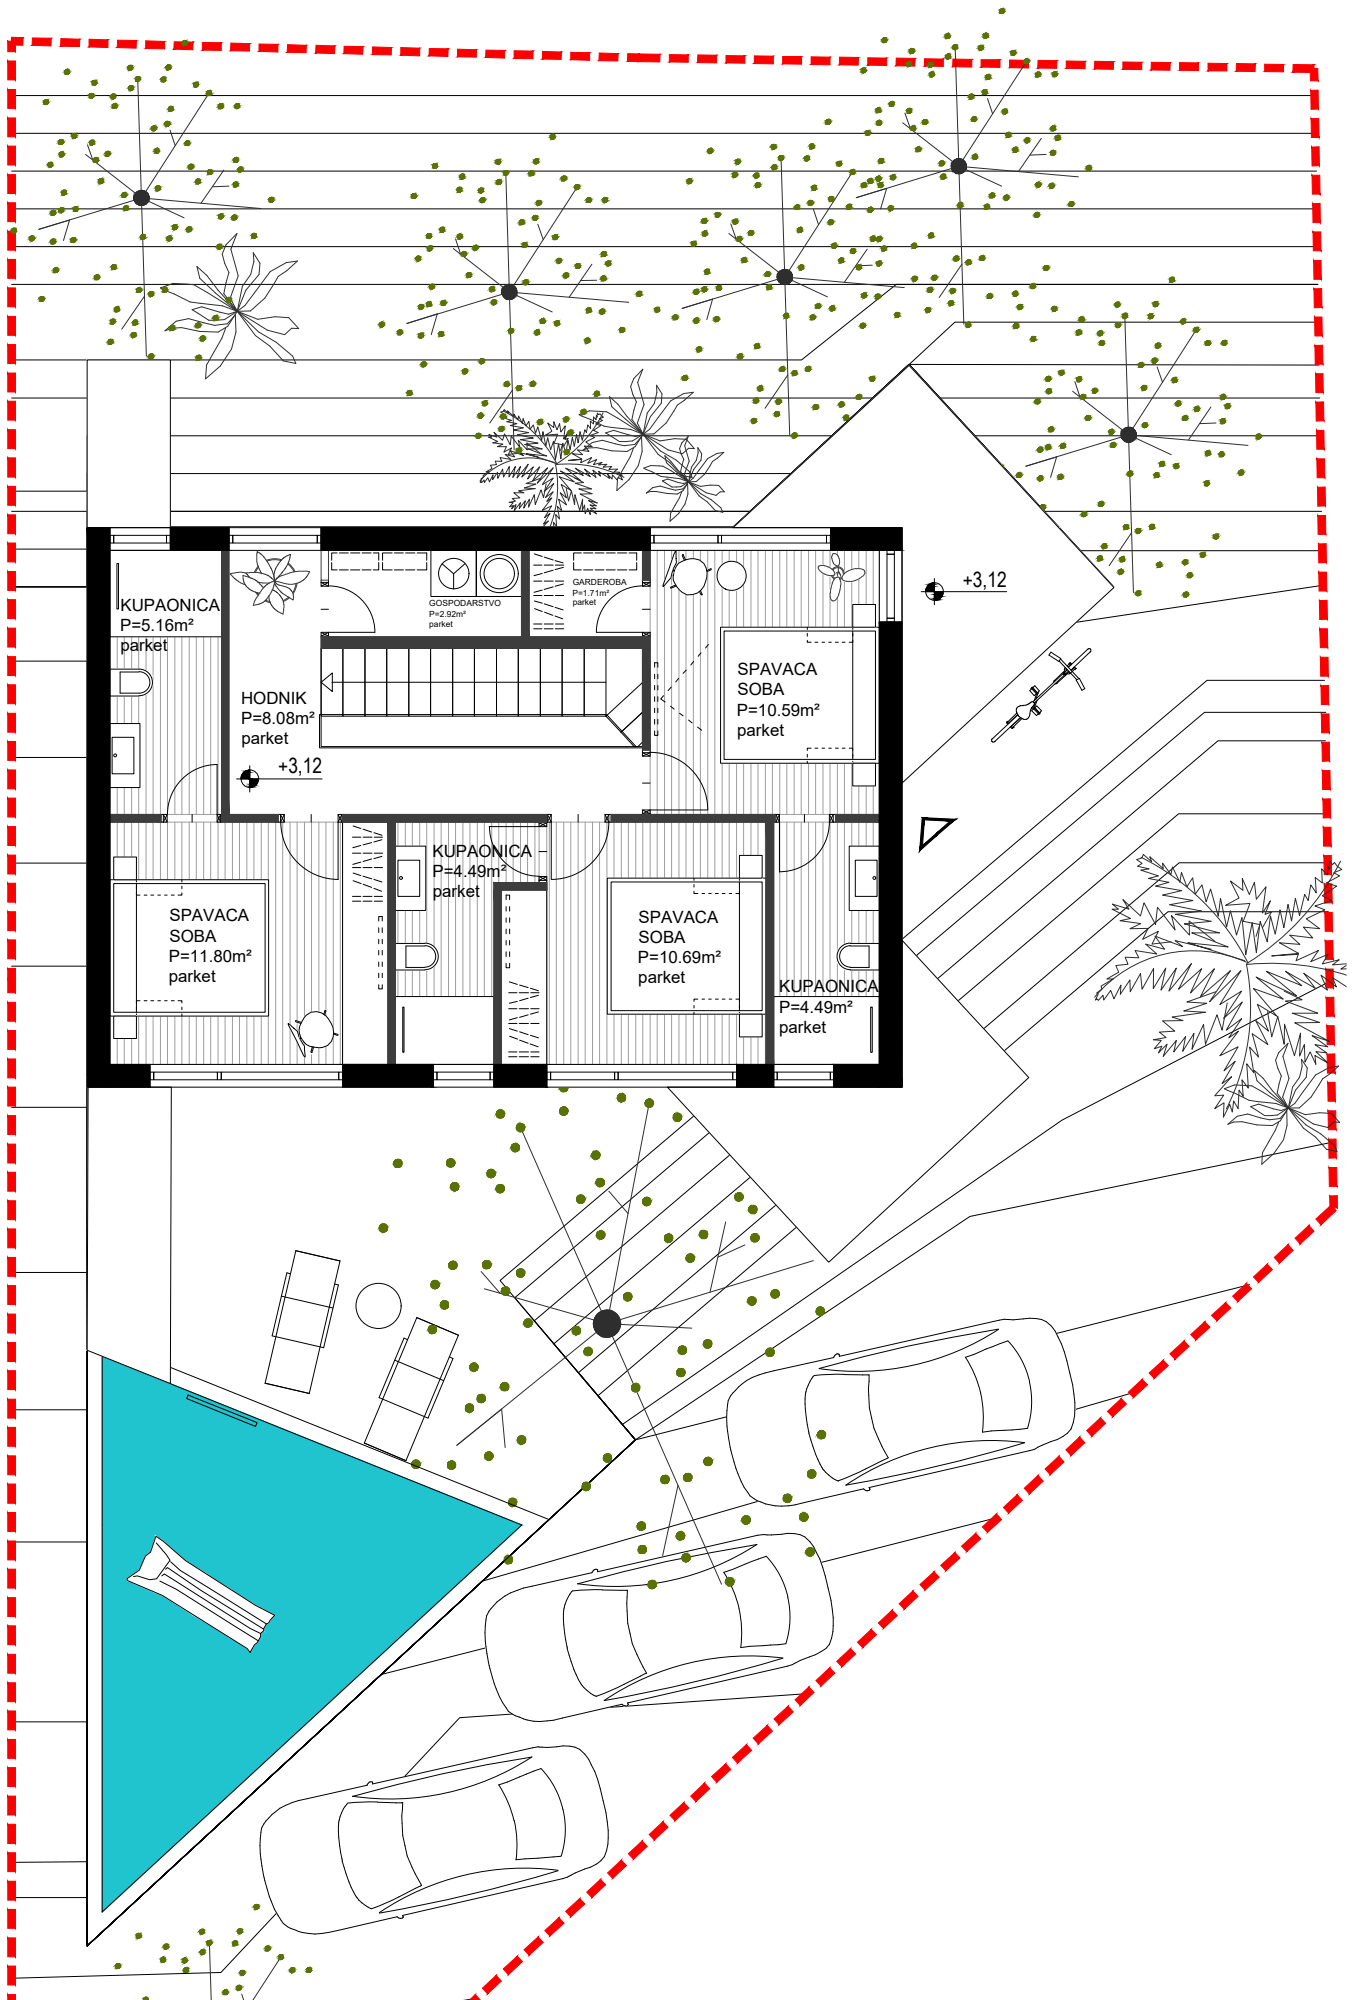 KUPAONICA
P=5.16m²
parket
GOSPODARSTVO
P=2.92m²
parket
GARDEROBA
P=1.71m²
parket
+3,12
HODNIK
P=8.08m²
parket
+3,12
SPAVACA
SOBA
P=10.59m²
parket
SPAVACA
SOBA
P=11.80m²
parket
KUPAONICA
P=4.49m²
parket
SPAVACA
SOBA
P=10.69m²
parket
KUPAONICA
P=4.49m²
parket